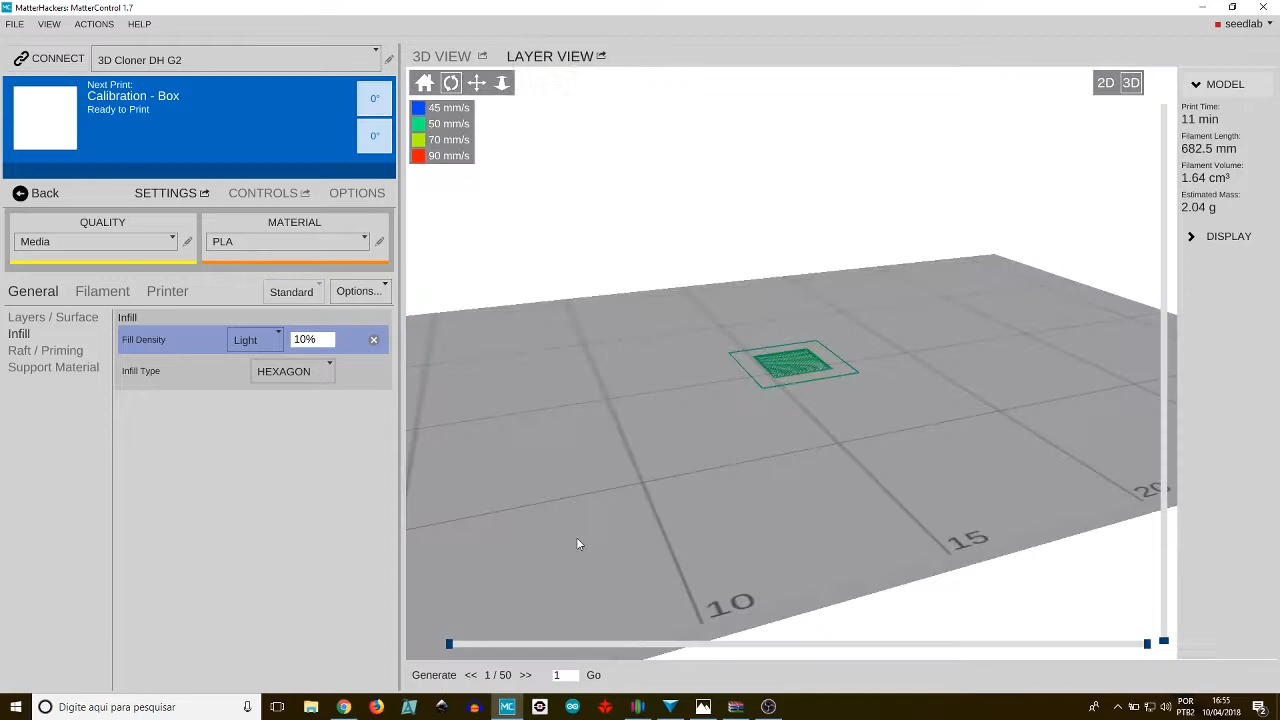 MatterHackers: MatterControl 1.7
FILE VIEW ACTIONS HELP
seedlab
CONNECT
3D Cloner DH G2
Next Print:
Calibration - Box
Ready to Print
0°
0°
Back
SETTINGS
CONTROLS
OPTIONS
QUALITY
MATERIAL
Media
PLA
General
Filament
Printer
Standard
Options...
Layers / Surface
Infill
Raft / Priming
Support Material
Infill
Fill Density
Light
10%
Infill Type
HEXAGON
3D VIEW
LAYER VIEW
2D
3D
45 mm/s
50 mm/s
70 mm/s
90 mm/s
10
15
20
Generate << 1 / 50 >> 1 Go
MODEL
Print Time:
11 min
Filament Length:
682.5 mm
Filament Volume:
1.64 cm³
Estimated Mass:
2.04 g
DISPLAY
Digite aqui para pesquisar
MC
POR
PTB2
16:55
10/04/2018
2